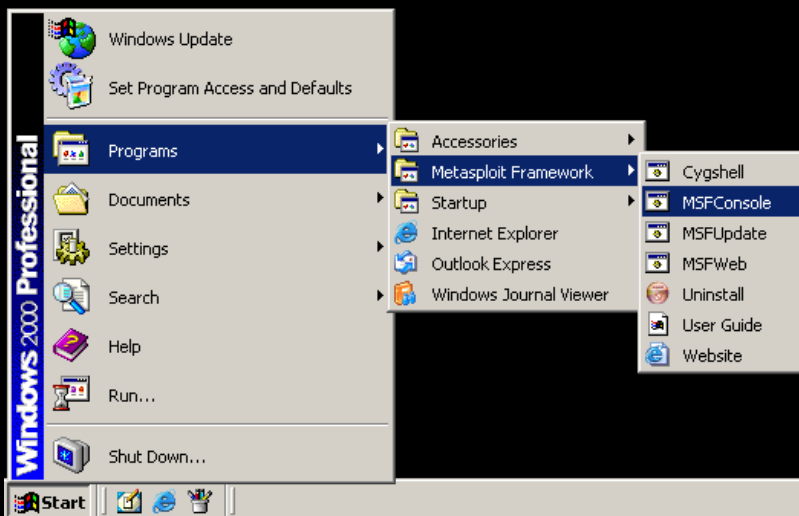 Windows 2000 Professional
Windows Update
Set Program Access and Defaults
Programs
Documents
Settings
Search
Help
Run...
Shut Down...
Accessories
Metasploit Framework
Startup
Internet Explorer
Outlook Express
Windows Journal Viewer
Cygshell
MSFConsole
MSFUpdate
MSFWeb
Uninstall
User Guide
Website
Start